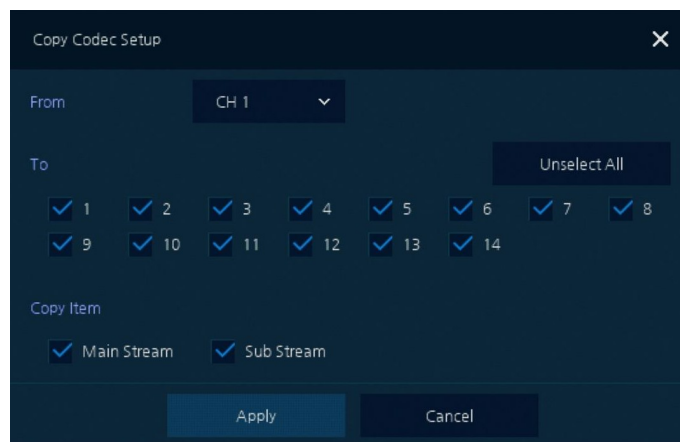 Copy Codec Setup
From CH 1
To Unselect All
1 2 3 4 5 6 7 8
9 10 11 12 13 14
Copy Item
Main Stream Sub Stream
Apply Cancel